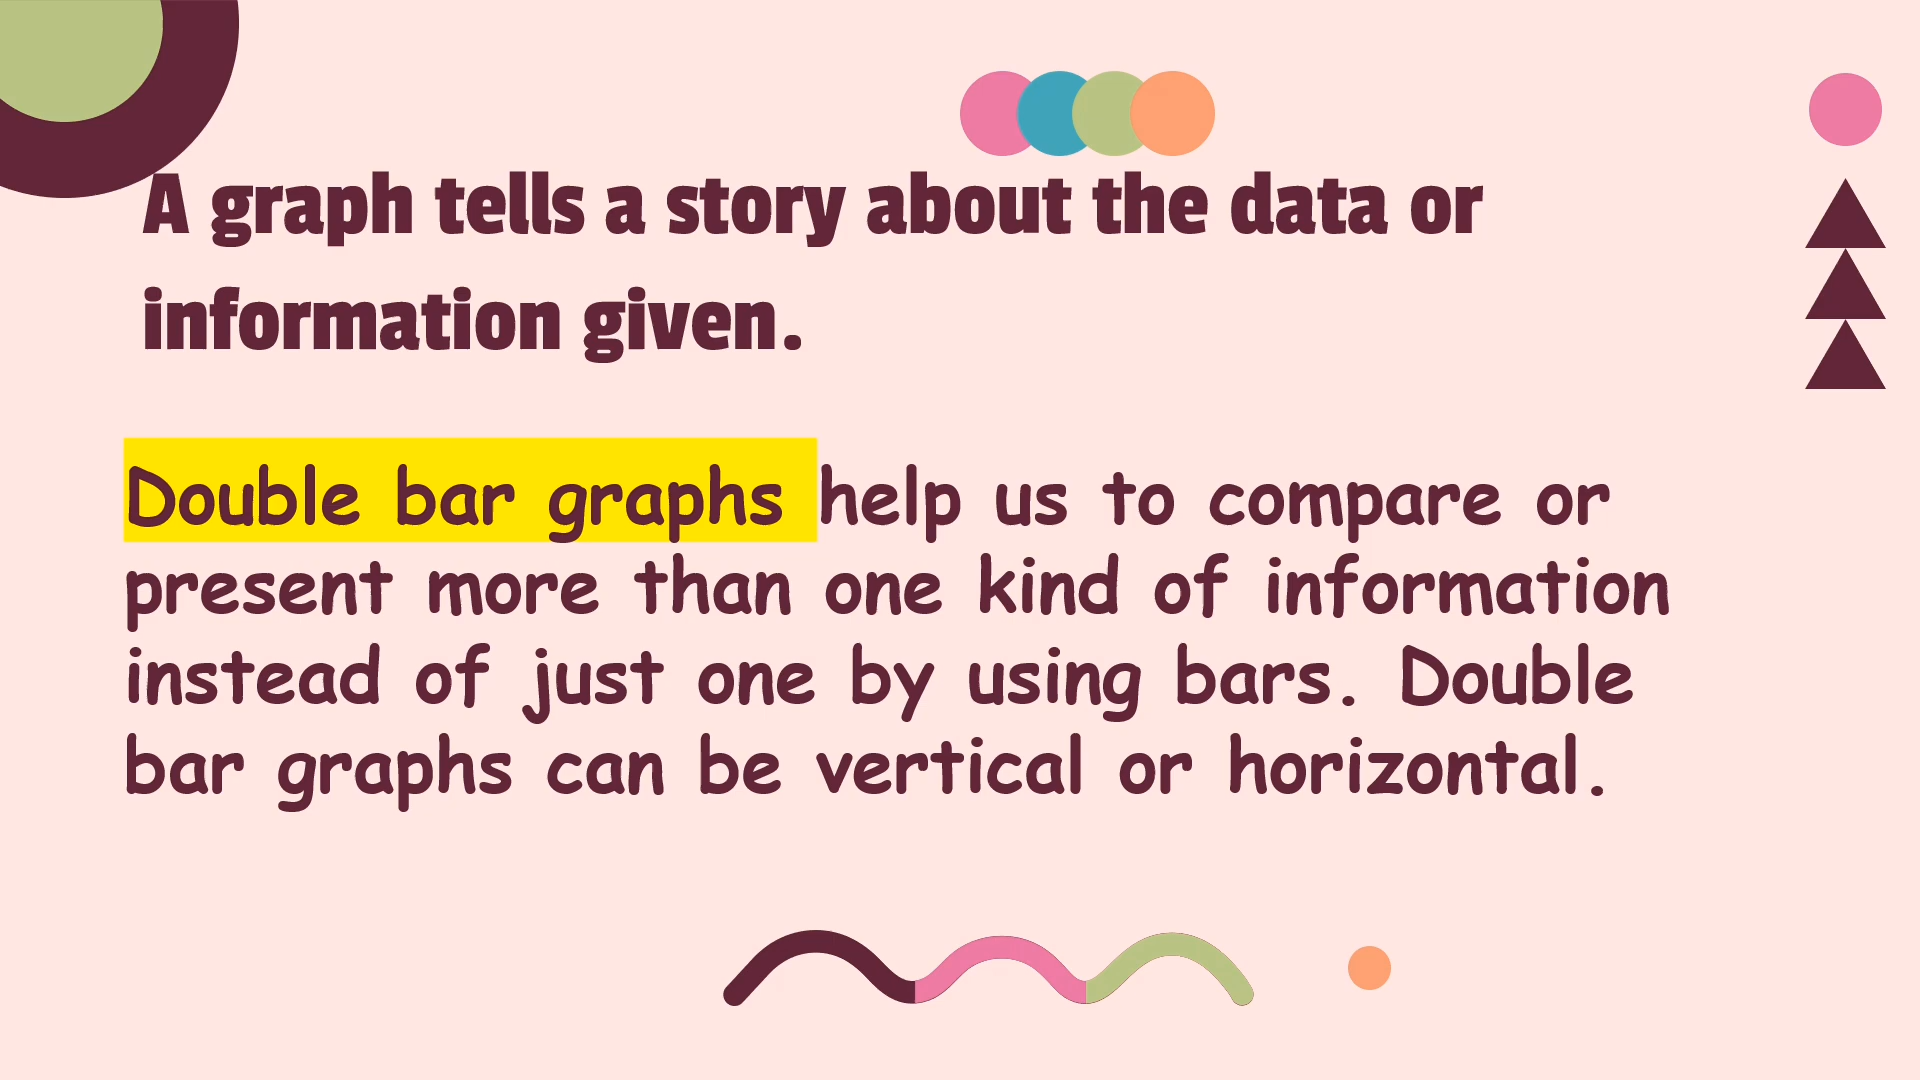 A graph tells a story about the data or
information given.
Double bar graphs help us to compare or
present more than one kind of information
instead of just one by using bars. Double
bar graphs can be vertical or horizontal.